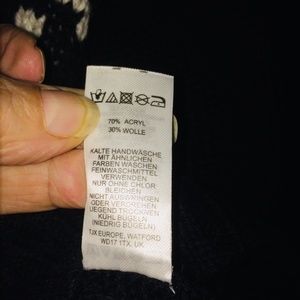 70% ACRYL
30% WOLLE
KALTE HANDWÄSCHE
MIT ÄHNLICHEN
FARBEN WASCHEN
FEINWASCHMITTEL
VERWENDEN
NUR OHNE CHLOR
BLEICHEN
NICHT AUSWRINGEN
ODER VERDREHEN
LIEGEND TROCKNEN
KÜHL BÜGELN
(NIEDRIG BÜGELN)
TJX EUROPE, WATFORD
WD17 1TX, UK